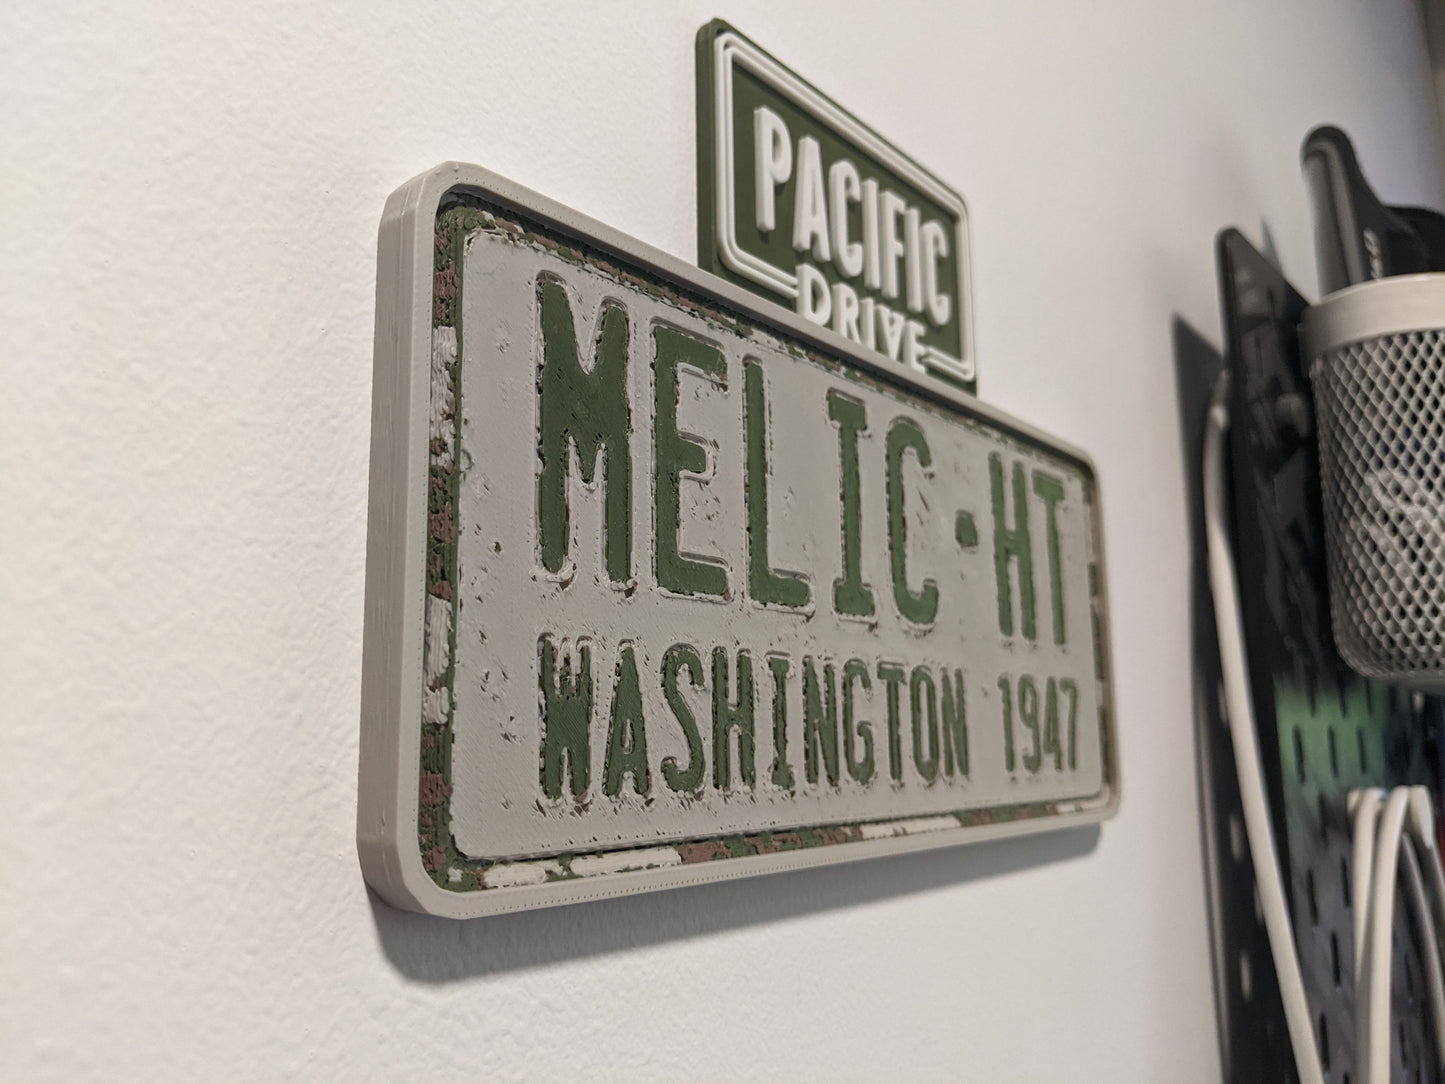 PACIFIC
DRIVE
MELIC-HT
WASHINGTON 1947